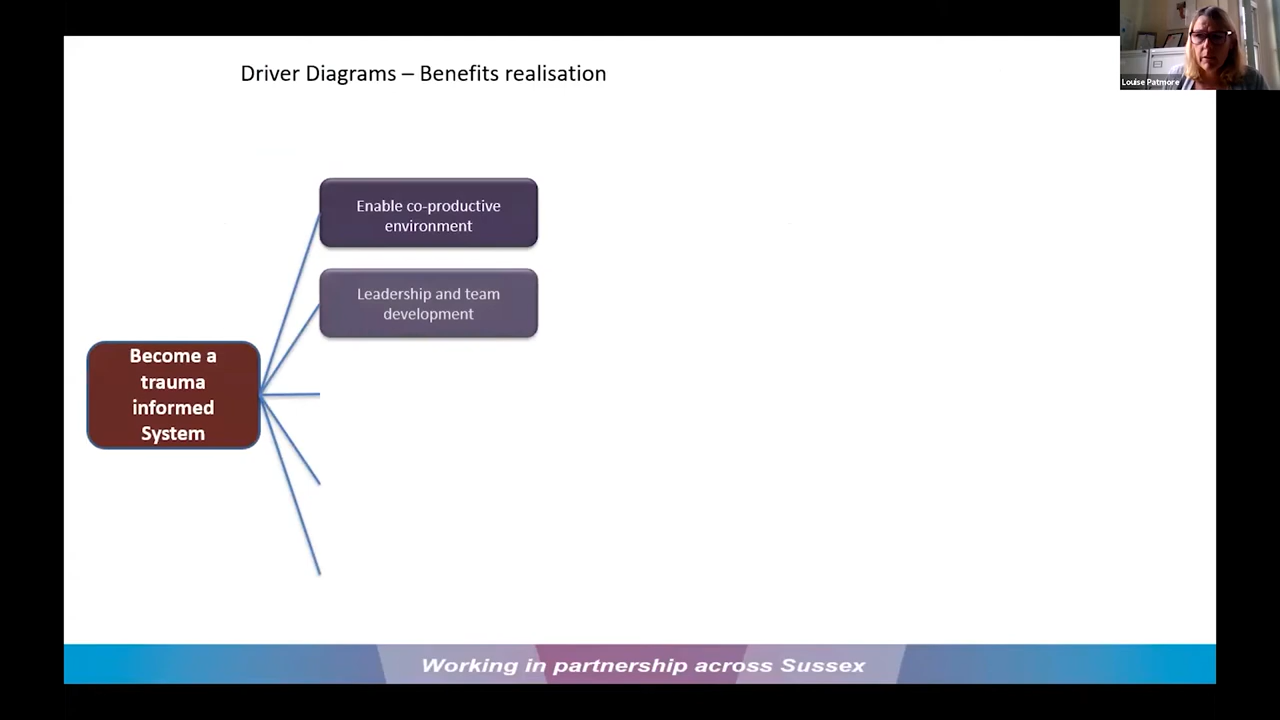 Driver Diagrams – Benefits realisation
Louise Patmore
Enable co-productive
environment
Leadership and team
development
Become a
trauma
informed
System
Working in partnership across Sussex